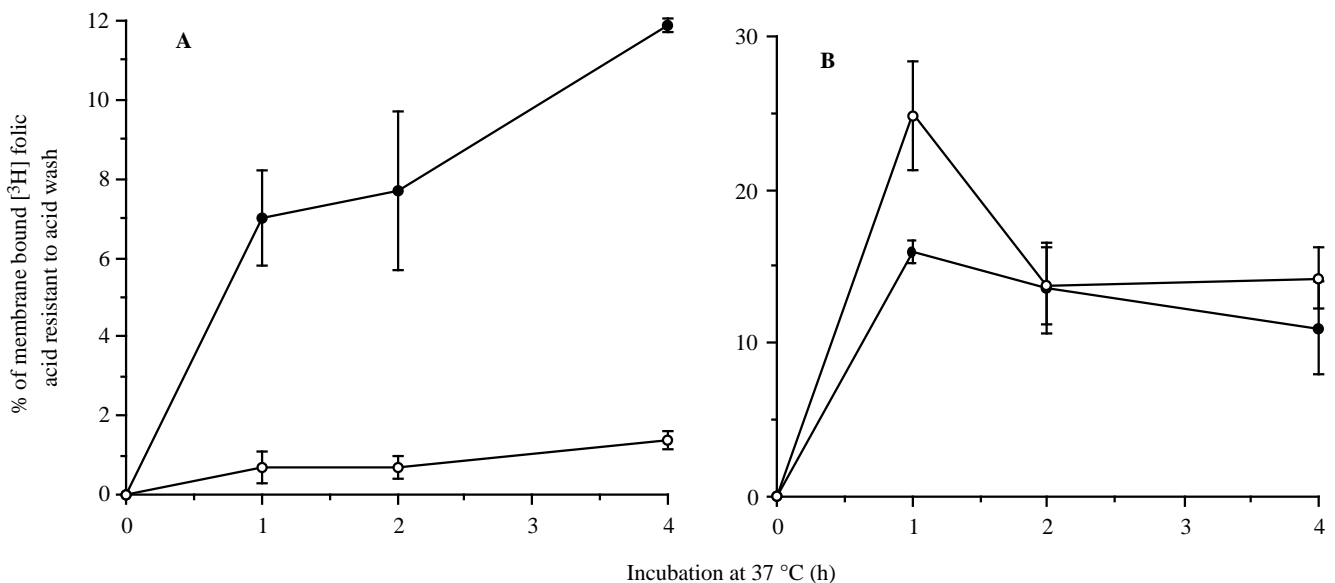 A
B
% of membrane bound [³H] folic
acid resistant to acid wash
12
10
8
6
4
2
0
0 1 2 3 4
30
20
10
0
0 1 2 3 4
Incubation at 37 °C (h)